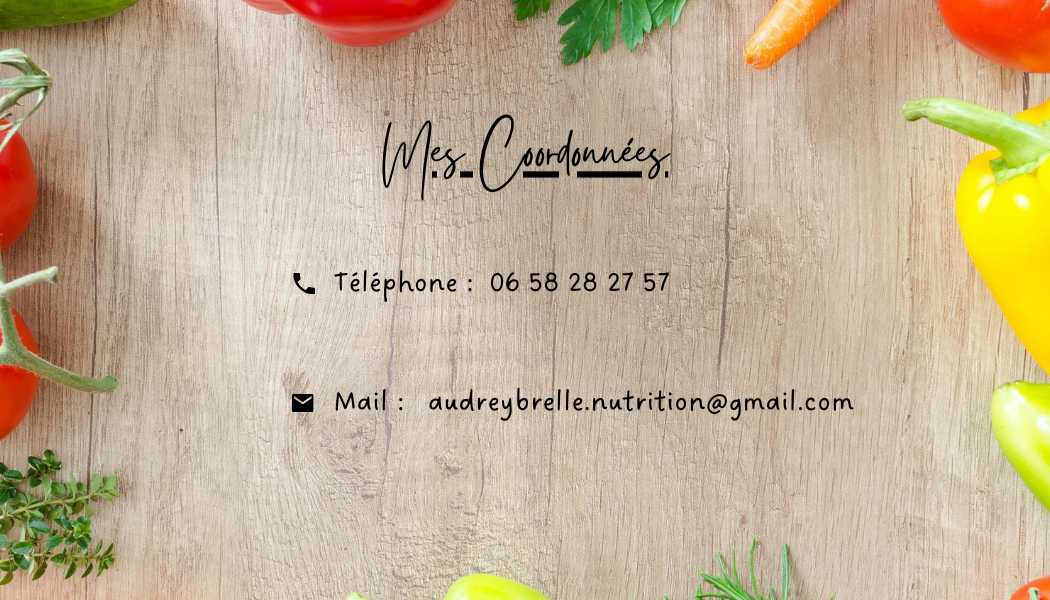 Mes Coordonnées
Téléphone : 06 58 28 27 57
Mail : audreybrelle.nutrition@gmail.com